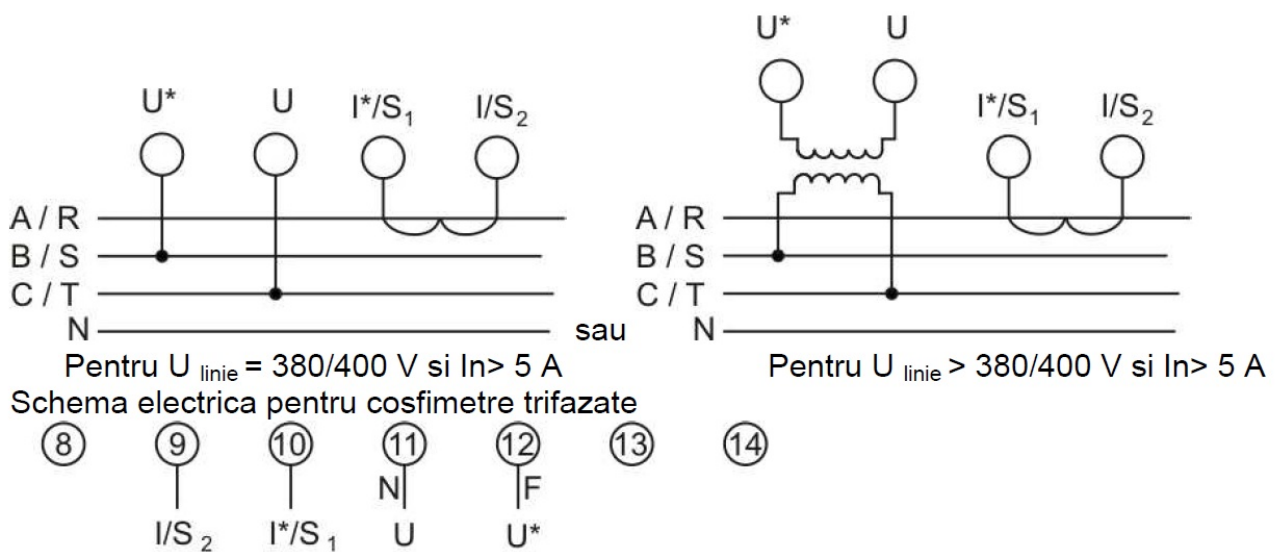 U* U I*/S1 I/S2
A / R
B / S
C / T
N
sau
U* U I*/S1 I/S2
A / R
B / S
C / T
N
Pentru U linie = 380/400 V si In> 5 A
Pentru U linie > 380/400 V si In> 5 A
Schema electrica pentru cosfimetre trifazate
8 9 10 11 12 13 14
N F
I/S2 I*/S1 U U*